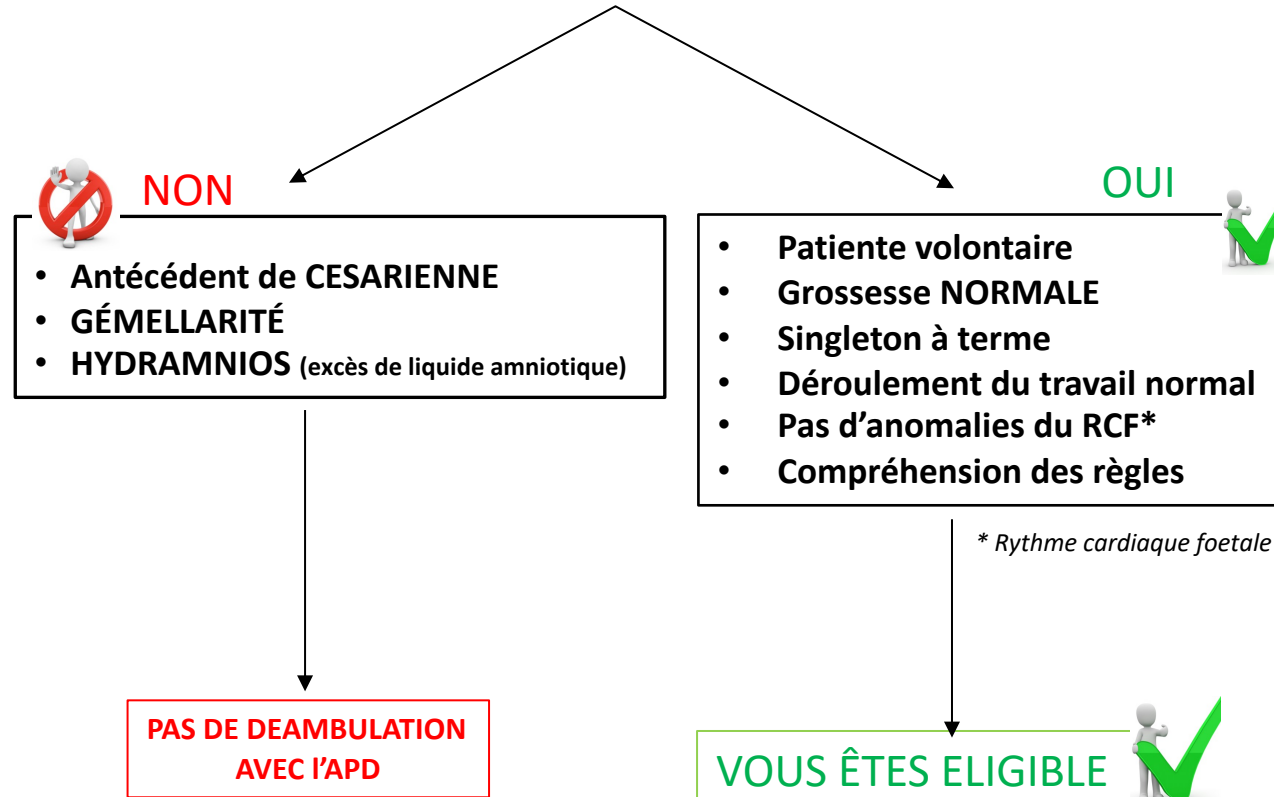 NON
• Antécédent de CESARIENNE
• GÉMELLARITÉ
• HYDRAMNIOS (excès de liquide amniotique)
PAS DE DEAMBULATION
AVEC l’APD
OUI
• Patiente volontaire
• Grossesse NORMALE
• Singleton à terme
• Déroulement du travail normal
• Pas d’anomalies du RCF*
• Compréhension des règles
* Rythme cardiaque foetale
VOUS ÊTES ELIGIBLE